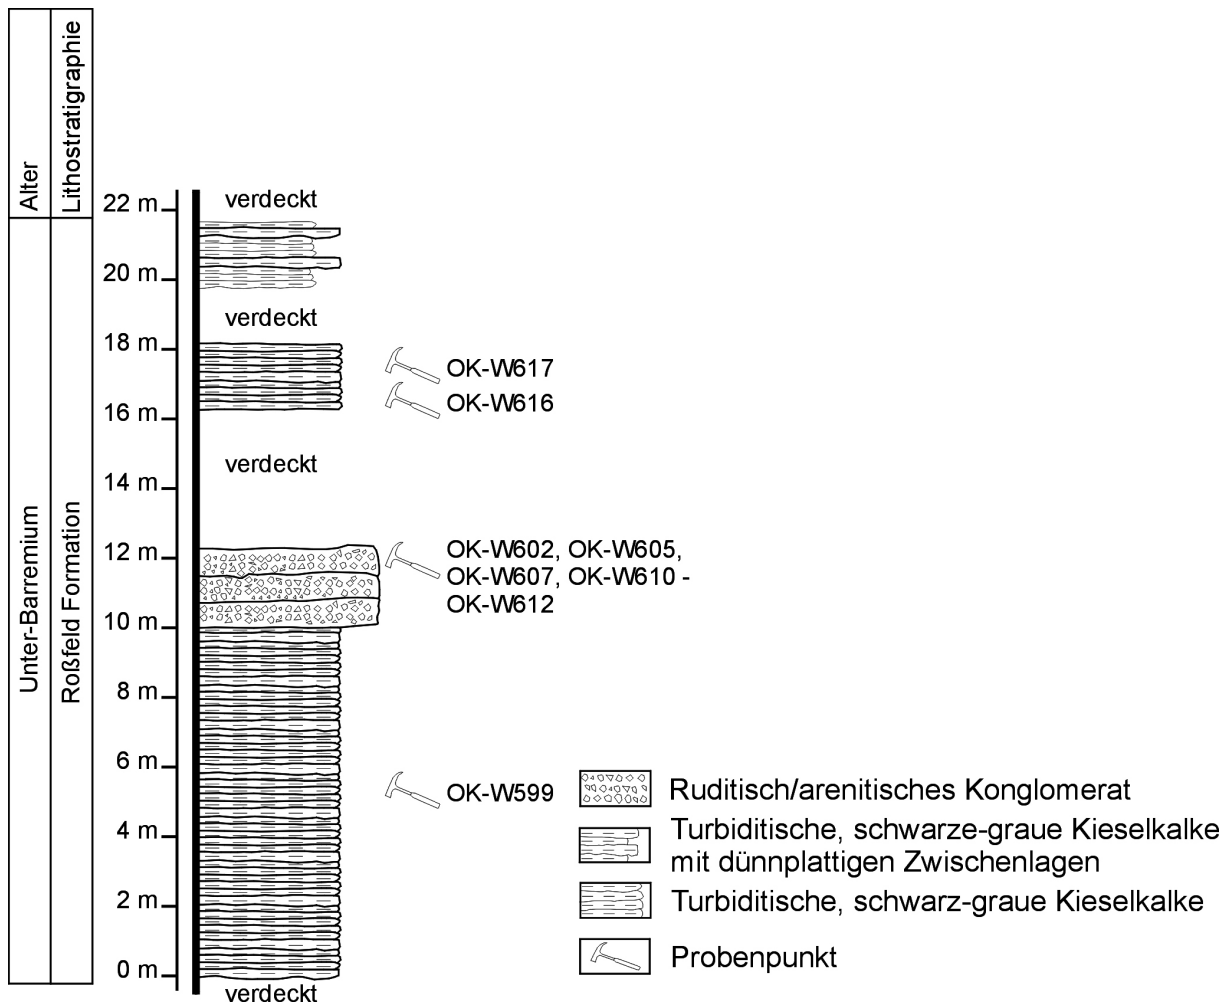 Alter
Lithostratigraphie
Unter-Barremium
Roßfeld Formation
verdeckt
22 m
20 m
verdeckt
18 m
OK-W617
OK-W616
16 m
verdeckt
14 m
12 m
OK-W602, OK-W605,
OK-W607, OK-W610 -
OK-W612
10 m
8 m
6 m
OK-W599
4 m
2 m
0 m
verdeckt
Ruditisch/arenitisches Konglomerat
Turbiditische, schwarze-graue Kieselkalke
mit dünnplattigen Zwischenlagen
Turbiditische, schwarz-graue Kieselkalke
Probenpunkt